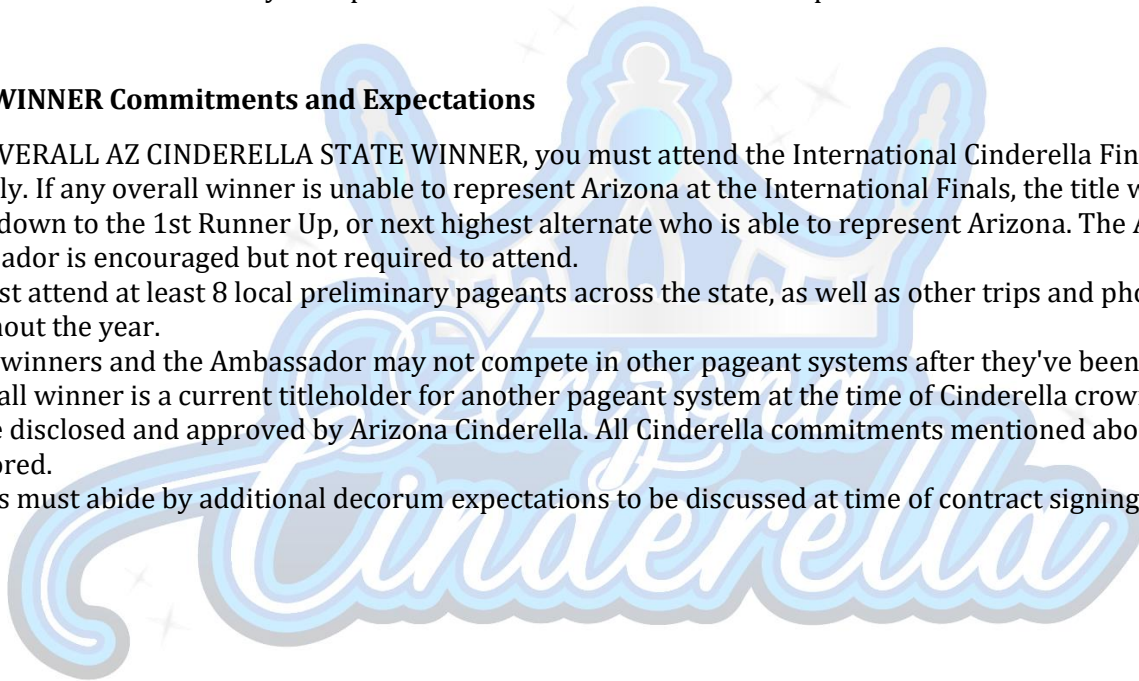 WINNER Commitments and Expectations
VERALL AZ CINDERELLA STATE WINNER, you must attend the International Cinderella Fin
ly. If any overall winner is unable to represent Arizona at the International Finals, the title w
down to the 1st Runner Up, or next highest alternate who is able to represent Arizona. The A
ador is encouraged but not required to attend.
st attend at least 8 local preliminary pageants across the state, as well as other trips and pho
hout the year.
winners and the Ambassador may not compete in other pageant systems after they've been
all winner is a current titleholder for another pageant system at the time of Cinderella crow
e disclosed and approved by Arizona Cinderella. All Cinderella commitments mentioned abo
ored.
s must abide by additional decorum expectations to be discussed at time of contract signing
Arizona
Cinderella